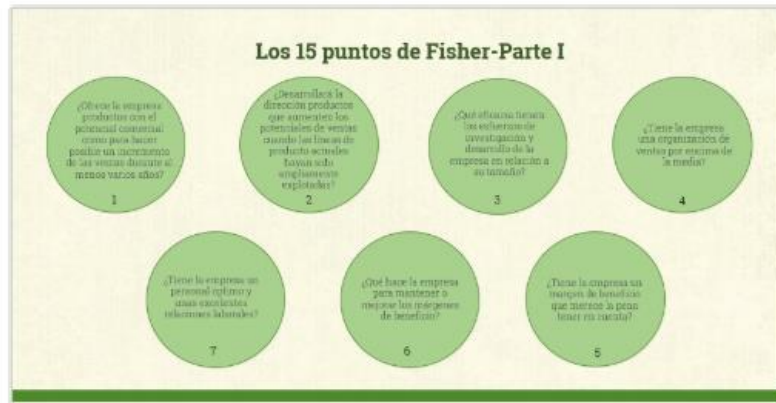 Los 15 puntos de Fisher-Parte I
¿Ofrece la empresa
productos con el
potencial comercial
como para hacer
posible un incremento
de las ventas durante al
menos varios años?
1
¿Desarrollará la
dirección productos
que aumenten los
potenciales de ventas
cuando las líneas de
producto actuales
hayan sido
ampliamente
explotadas?
2
¿Qué eficacia tienen
los esfuerzos de
investigación y
desarrollo de la
empresa en relación a
su tamaño?
3
¿Tiene la empresa
una organización de
ventas por encima de
la media?
4
¿Tiene la empresa un
personal óptimo y
unas excelentes
relaciones laborales?
7
¿Qué hace la empresa
para mantener o
mejorar los márgenes
de beneficio?
6
¿Tiene la empresa un
margen de beneficio
que merece la pena
tener en cuenta?
5